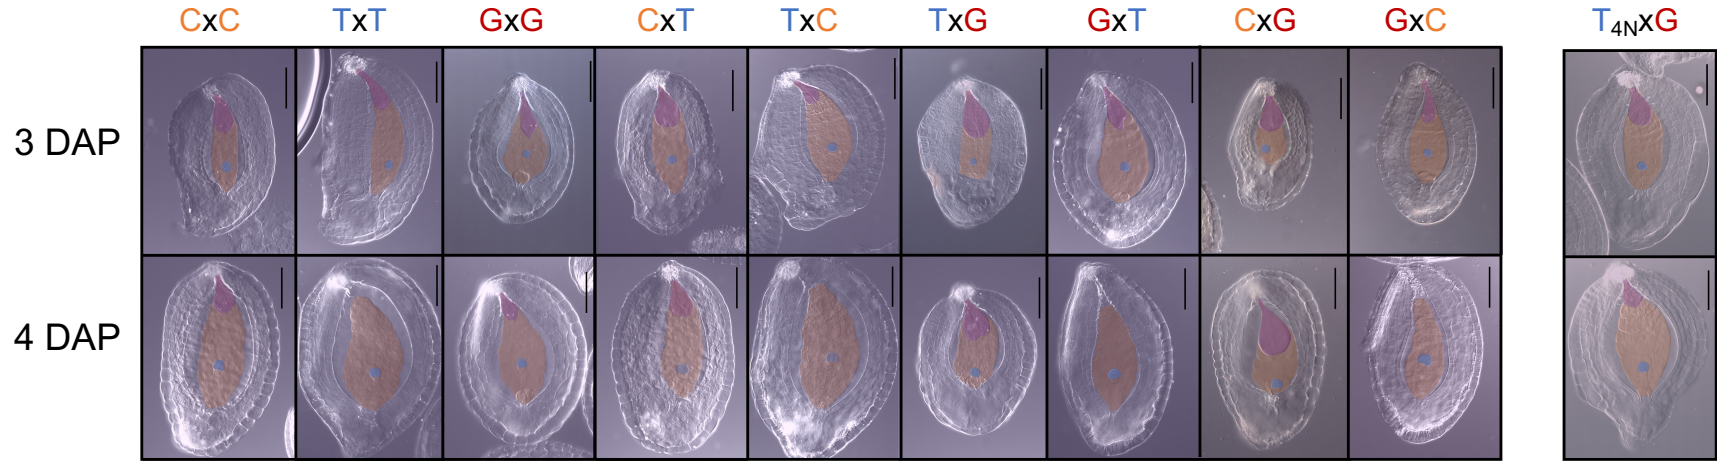 CxC TxT GxG CxT TxC TxG GxT CxG GxC T4NxG
3 DAP
4 DAP